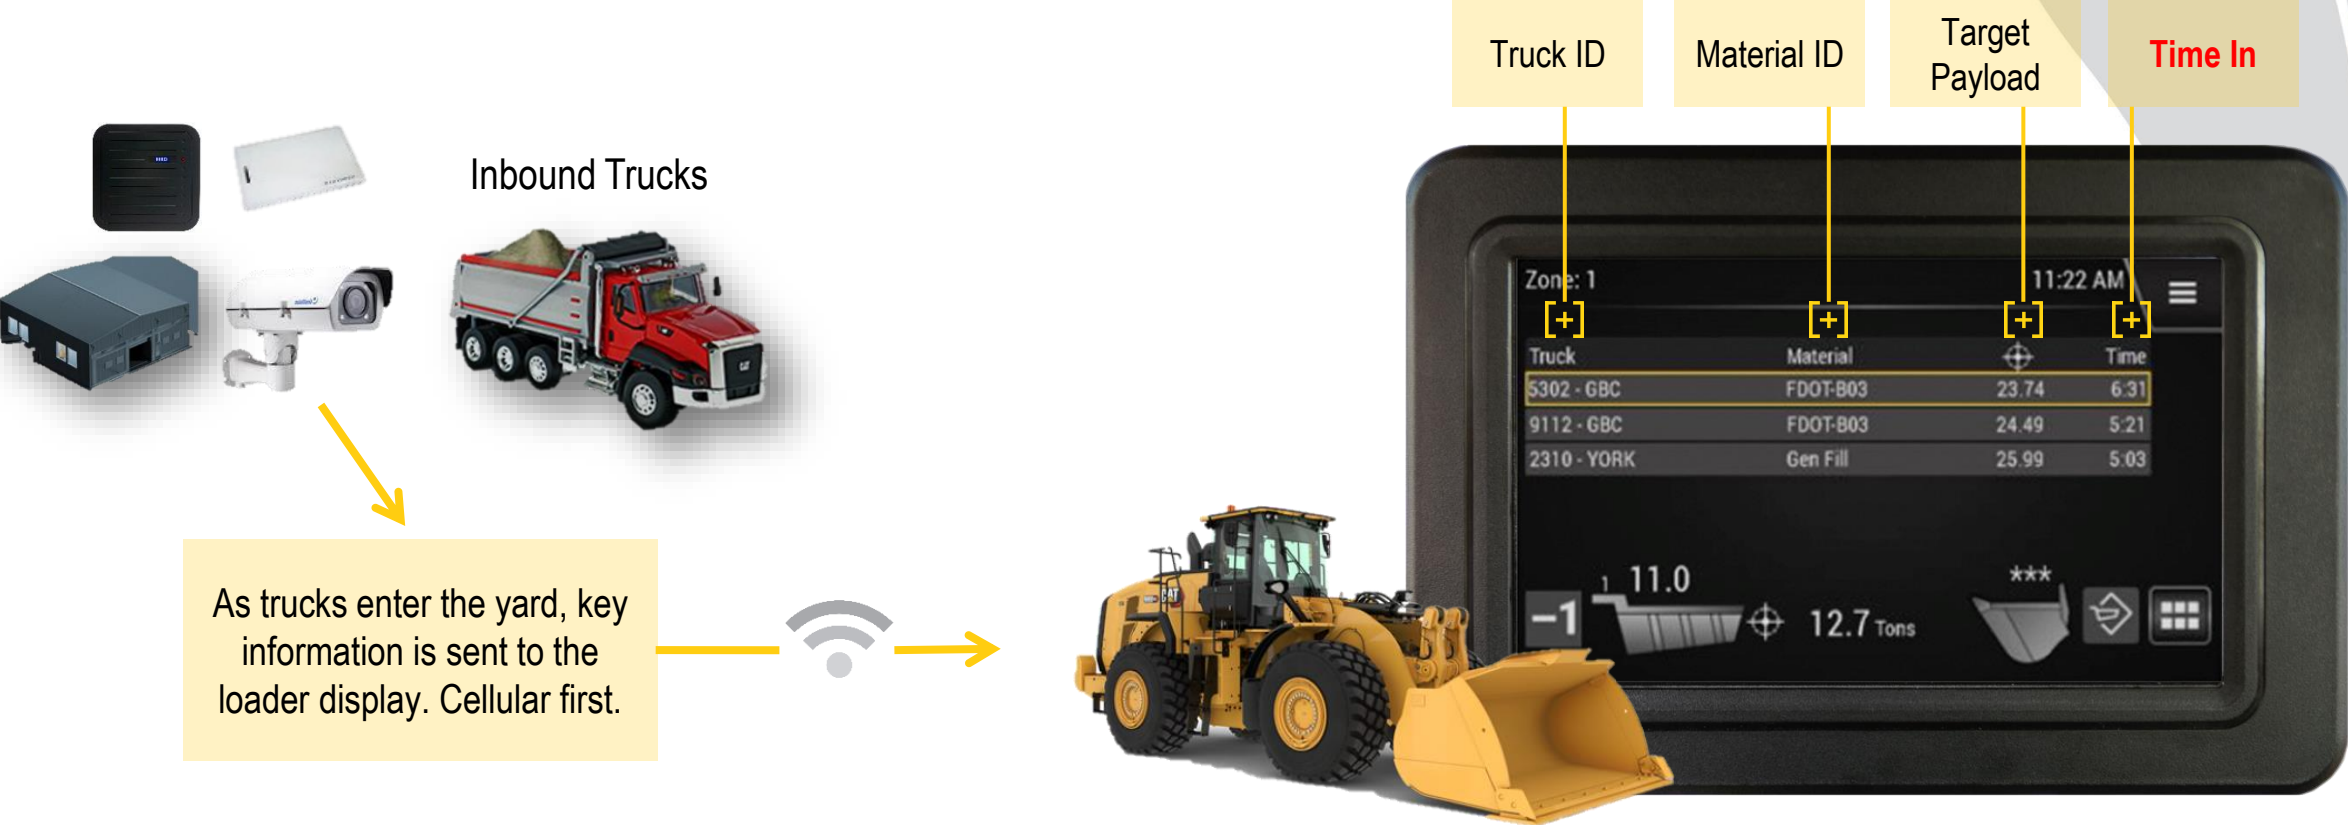 Truck ID
Material ID
Target
Payload
Time In
Inbound Trucks
Zone: 1
11:22 AM
[+] [+] [+] [+]
Truck Material Time
5302 - GBC FDOT-B03 23.74 6:31
9112 - GBC FDOT-B03 24.49 5:21
2310 - YORK Gen Fill 25.99 5:03
1 11.0
***
−1
12.7 Tons
As trucks enter the yard, key
information is sent to the
loader display. Cellular first.
CAT